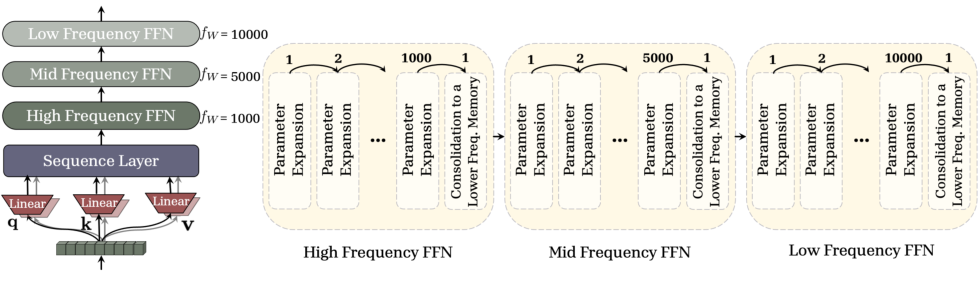 Low Frequency FFN
f_W = 10000
Mid Frequency FFN
f_W = 5000
High Frequency FFN
f_W = 1000
Sequence Layer
Linear
Linear
Linear
q
k
v
1
2
1000
1
Parameter
Expansion
Parameter
Expansion
...
Parameter
Expansion
Consolidation to a
Lower Freq. Memory
High Frequency FFN
1
2
5000
1
Parameter
Expansion
Parameter
Expansion
...
Parameter
Expansion
Consolidation to a
Lower Freq. Memory
Mid Frequency FFN
1
2
10000
1
Parameter
Expansion
Parameter
Expansion
...
Parameter
Expansion
Consolidation to a
Lower Freq. Memory
Low Frequency FFN